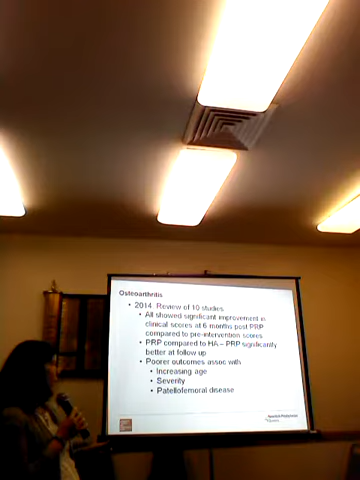 Osteoarthritis
• 2014 Review of 10 studies
• All showed significant improvement in
clinical scores at 6 months post PRP
compared to pre-intervention scores
• PRP compared to HA – PRP significantly
better at follow up
• Poorer outcomes assoc with
• Increasing age
• Severity
• Patellofemoral disease